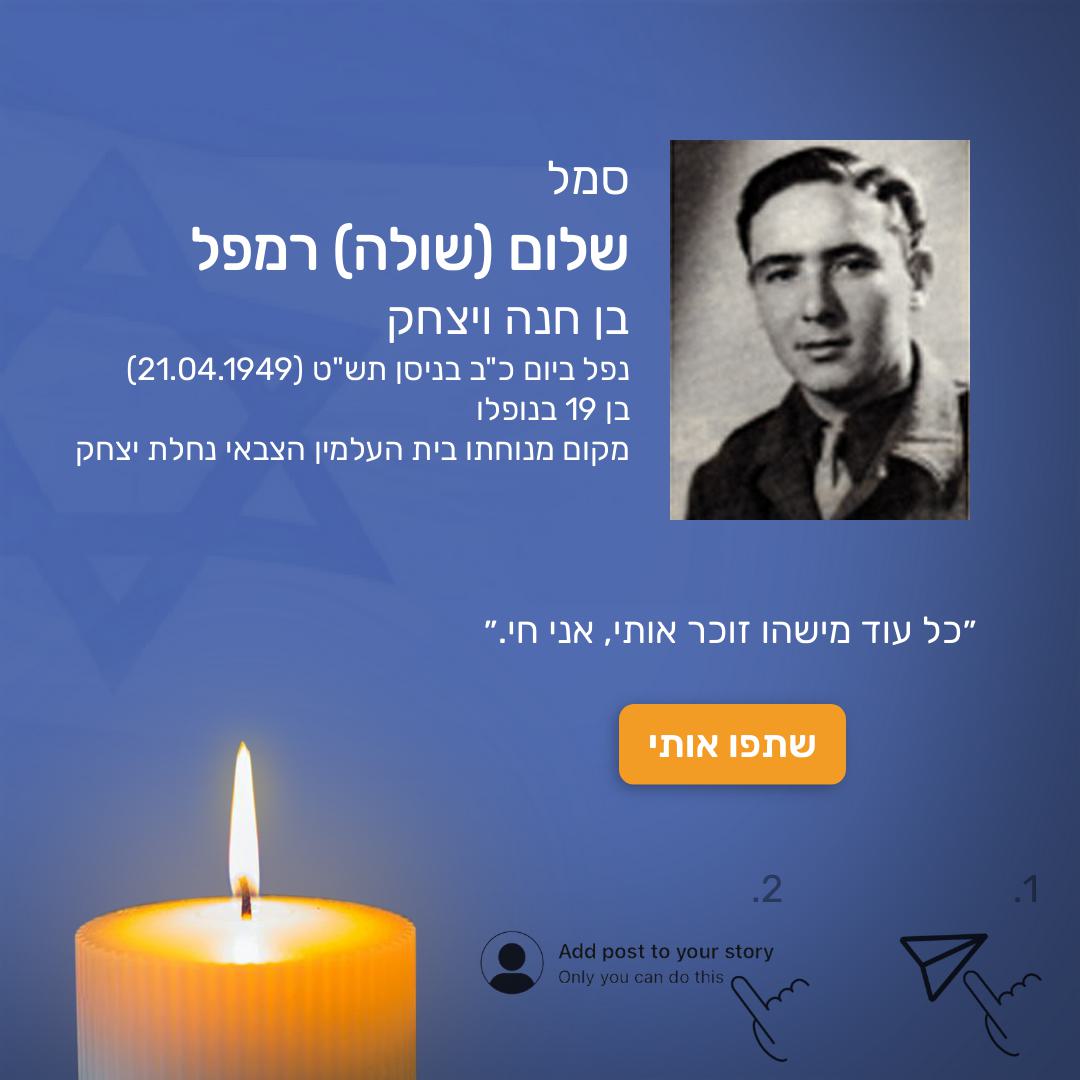 סמל
שלום (שולה) רמפל
בן חנה ויצחק
נפל ביום כ"ב בניסן תש"ט (21.04.1949)
בן 19 בנופלו
מקום מנוחתו בית העלמין הצבאי נחלת יצחק
"כל עוד מישהו זוכר אותי, אני חי."
שתפו אותי
1.
2.
Add post to your story
Only you can do this